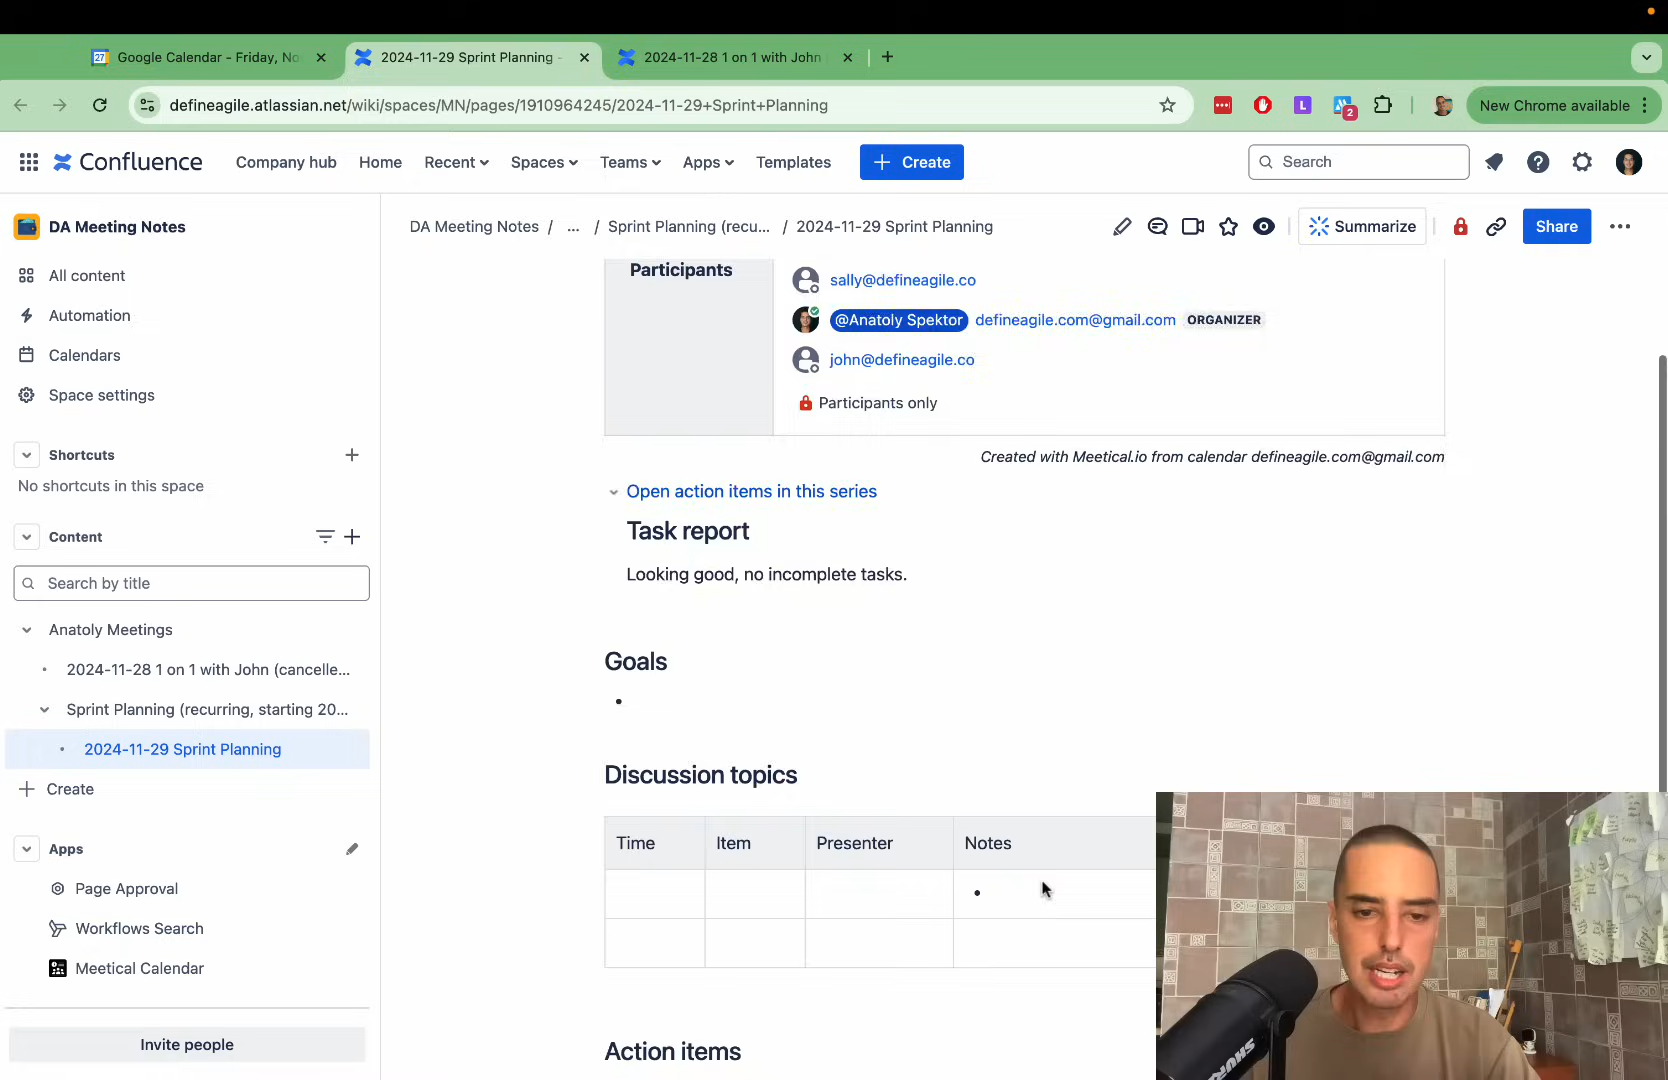 Google Calendar - Friday, No
2024-11-29 Sprint Planning -
2024-11-28 1 on 1 with John
defineagile.atlassian.net/wiki/spaces/MN/pages/1910964245/2024-11-29+Sprint+Planning
L
2
New Chrome available
Confluence
Company hub
Home
Recent
Spaces
Teams
Apps
Templates
Create
Search
DA Meeting Notes
DA Meeting Notes / ... / Sprint Planning (recu... / 2024-11-29 Sprint Planning
Summarize
Share
All content
Automation
Calendars
Space settings
Shortcuts
No shortcuts in this space
Content
Search by title
Anatoly Meetings
2024-11-28 1 on 1 with John (cancelle...
Sprint Planning (recurring, starting 20...
2024-11-29 Sprint Planning
Create
Apps
Page Approval
Workflows Search
Meetical Calendar
Invite people
Participants
sally@defineagile.co
@Anatoly Spektor defineagile.com@gmail.com ORGANIZER
john@defineagile.co
Participants only
Created with Meetical.io from calendar defineagile.com@gmail.com
Open action items in this series
Task report
Looking good, no incomplete tasks.
Goals
Discussion topics
Time Item Presenter Notes
Action items
SHURE